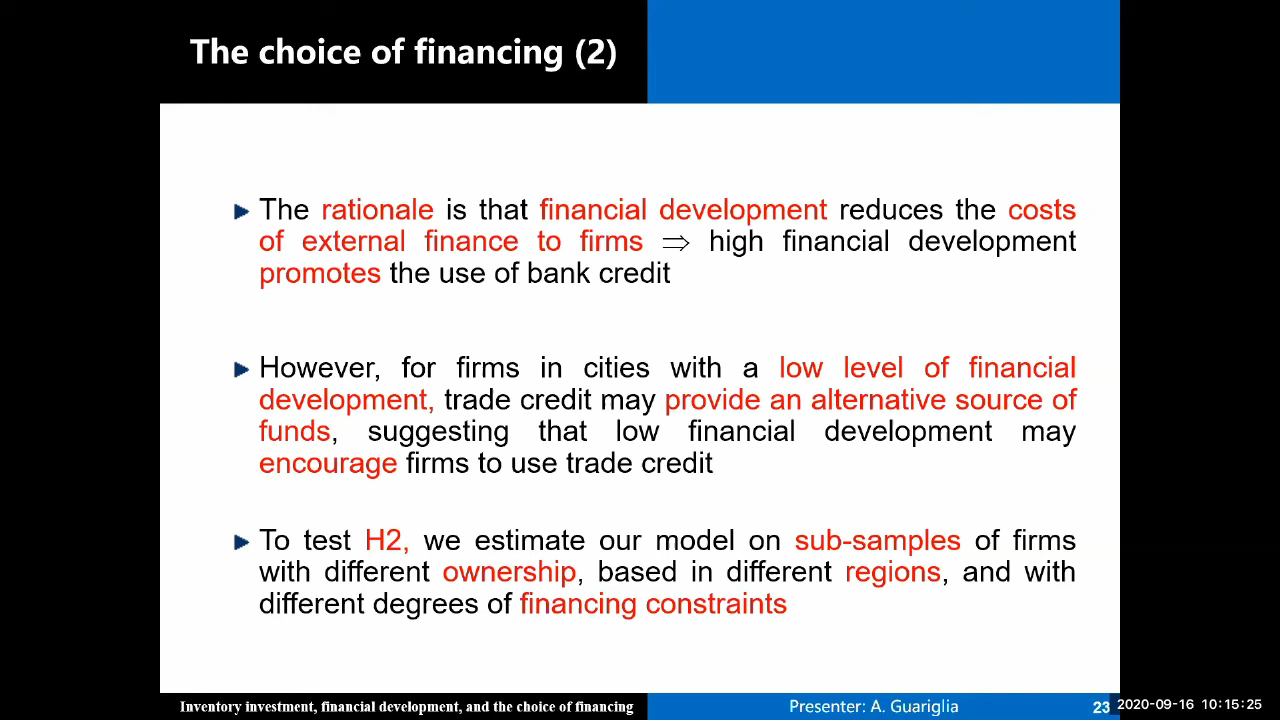 The choice of financing (2)
The rationale is that financial development reduces the costs
of external finance to firms ⇒ high financial development
promotes the use of bank credit
However, for firms in cities with a low level of financial
development, trade credit may provide an alternative source of
funds, suggesting that low financial development may
encourage firms to use trade credit
To test H2, we estimate our model on sub-samples of firms
with different ownership, based in different regions, and with
different degrees of financing constraints
Inventory investment, financial development, and the choice of financing
Presenter: A. Guariglia
23
2020-09-16 10:15:25